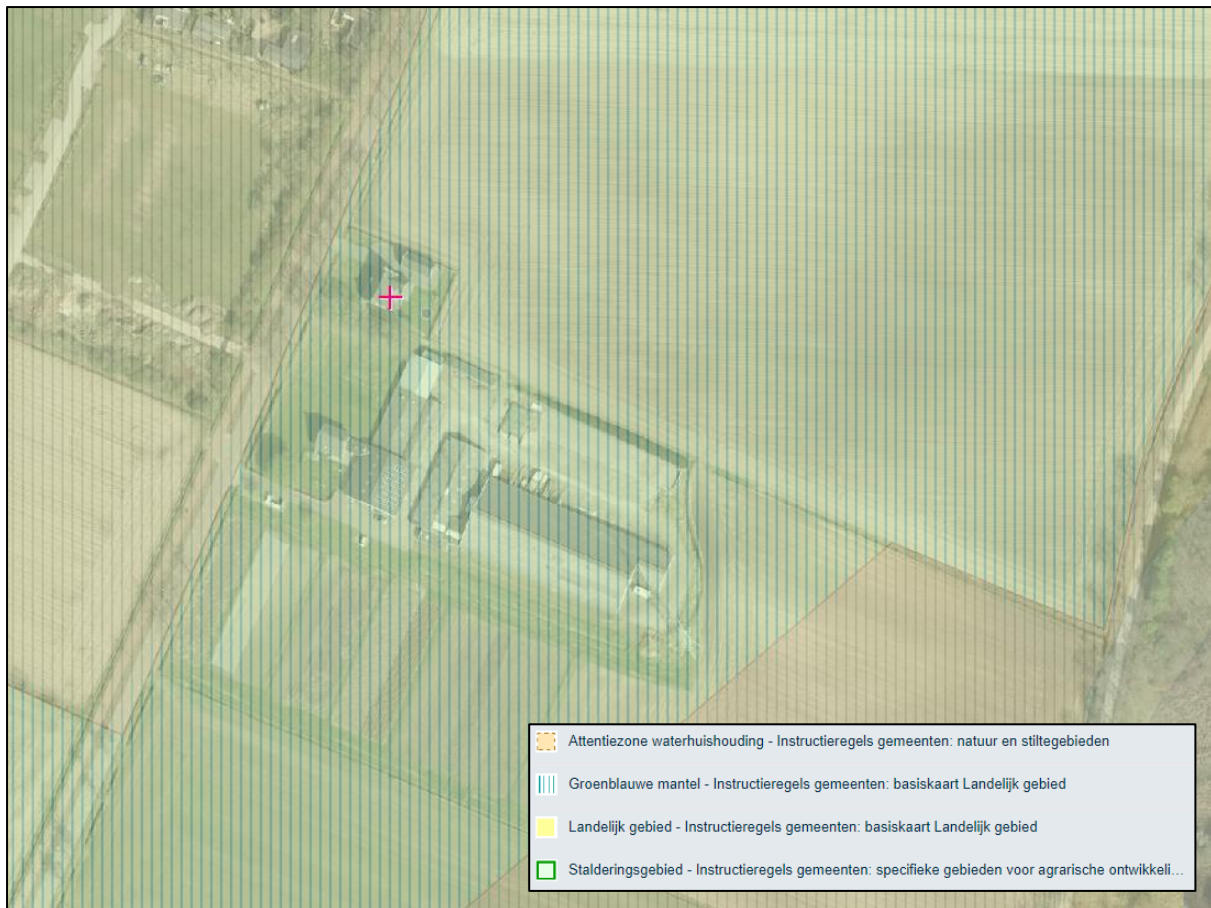 Attentiezone waterhuishouding - Instructieregels gemeenten: natuur en stiltegebieden
Groenblauwe mantel - Instructieregels gemeenten: basiskaart Landelijk gebied
Landelijk gebied - Instructieregels gemeenten: basiskaart Landelijk gebied
Stalderingsgebied - Instructieregels gemeenten: specifieke gebieden voor agrarische ontwikkeli...